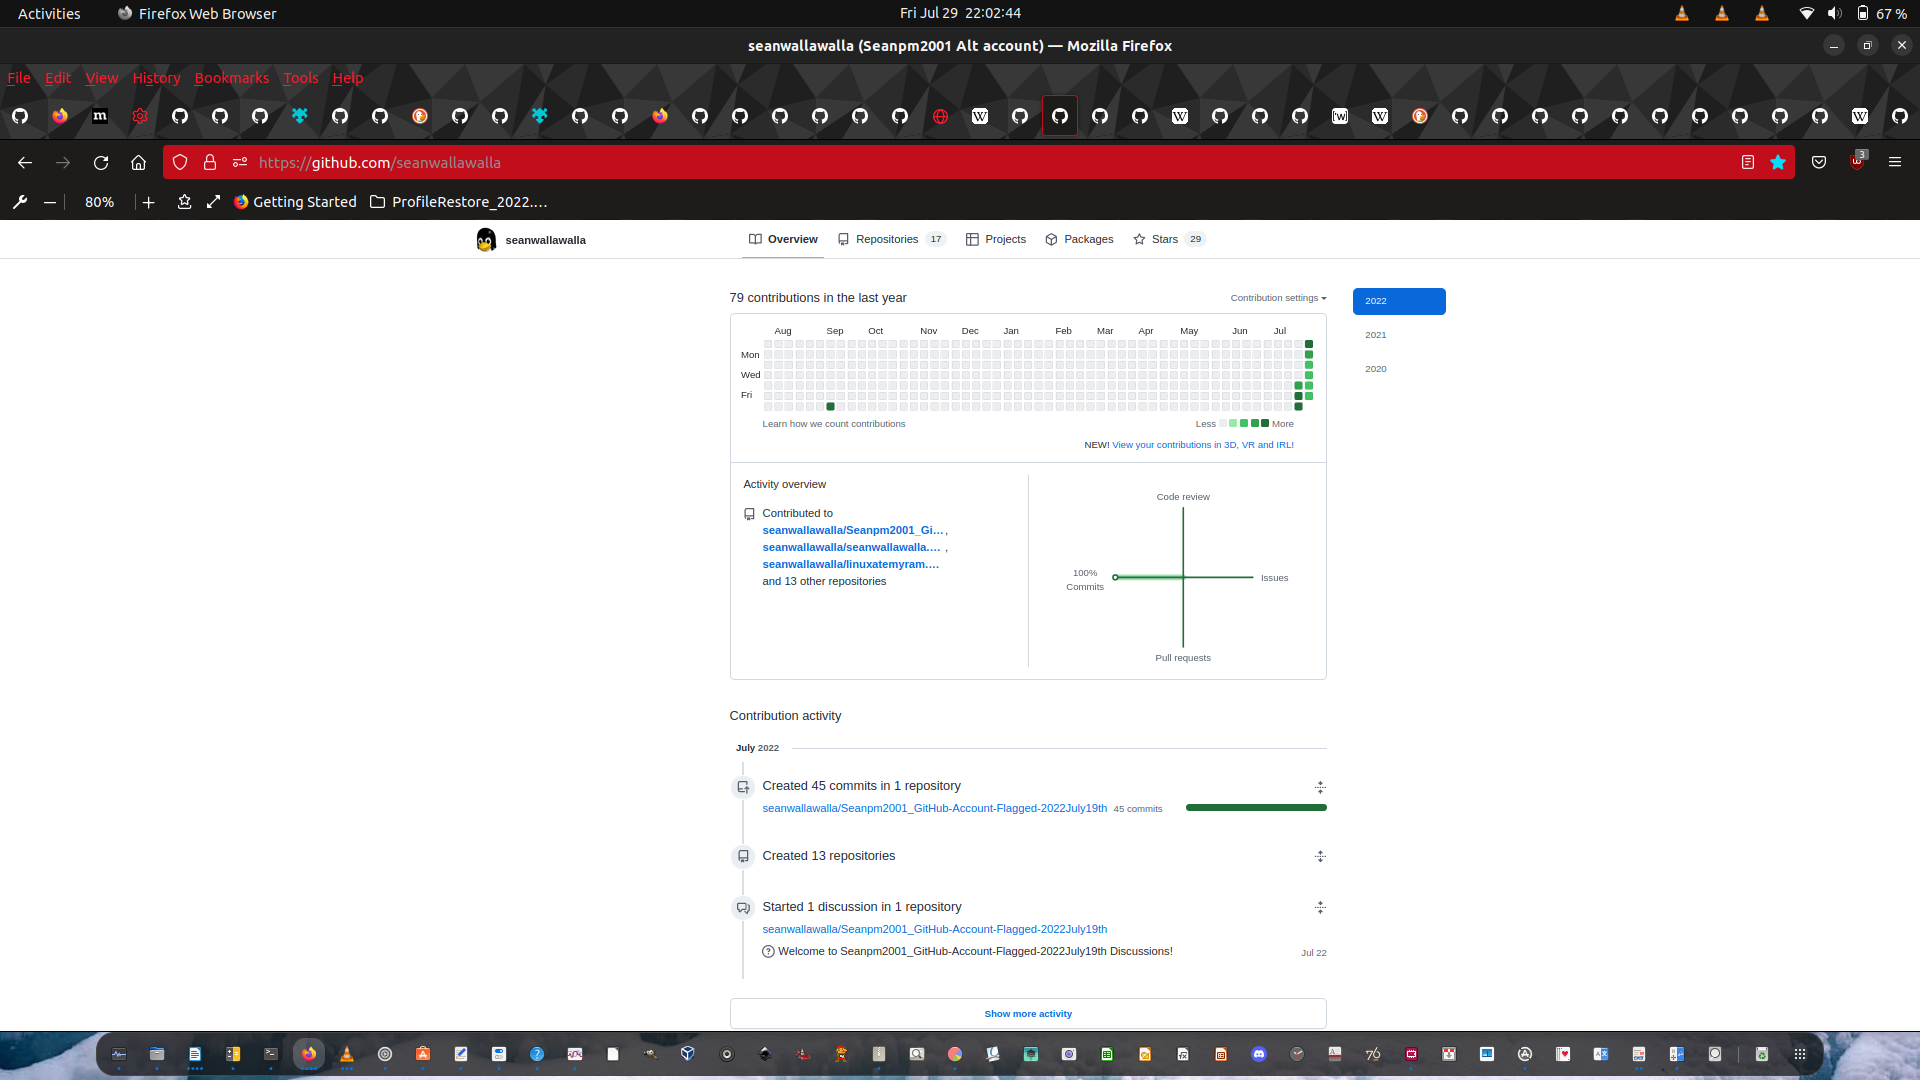 Activities Firefox Web Browser Fri Jul 29 22:02:44 67 %
seanwallawalla (Seanpm2001 Alt account) — Mozilla Firefox
File Edit View History Bookmarks Tools Help
https://github.com/seanwallawalla 3
80% Getting Started ProfileRestore_2022.…
seanwallawalla Overview Repositories 17 Projects Packages Stars 29
79 contributions in the last year Contribution settings 2022
2021
2020
Aug Sep Oct Nov Dec Jan Feb Mar Apr May Jun Jul
Mon
Wed
Fri
Learn how we count contributions Less More
NEW! View your contributions in 3D, VR and IRL!
Activity overview
Contributed to
seanwallawalla/Seanpm2001_Gi… ,
seanwallawalla/seanwallawalla.… ,
seanwallawalla/linuxatemyram.…
and 13 other repositories
Code review
100%
Commits
Issues
Pull requests
Contribution activity
July 2022
Created 45 commits in 1 repository
seanwallawalla/Seanpm2001_GitHub-Account-Flagged-2022July19th 45 commits
Created 13 repositories
Started 1 discussion in 1 repository
seanwallawalla/Seanpm2001_GitHub-Account-Flagged-2022July19th
Welcome to Seanpm2001_GitHub-Account-Flagged-2022July19th Discussions! Jul 22
Show more activity